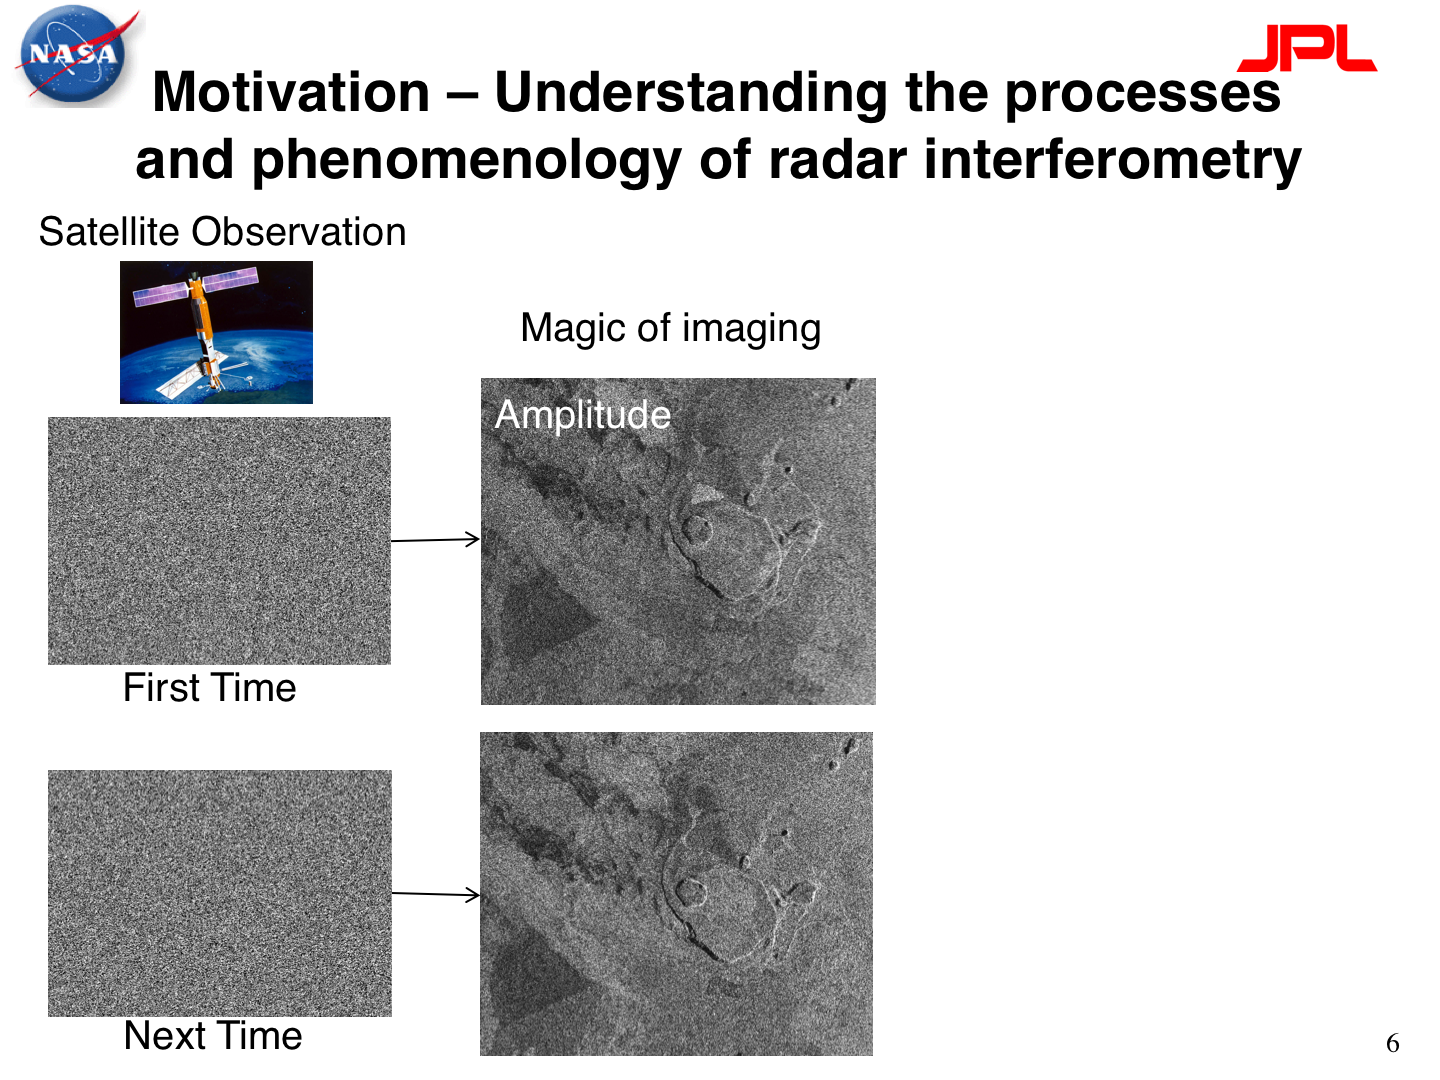 NASA
JPL
Motivation – Understanding the processes
and phenomenology of radar interferometry
Satellite Observation
Magic of imaging
Amplitude
First Time
Next Time
6